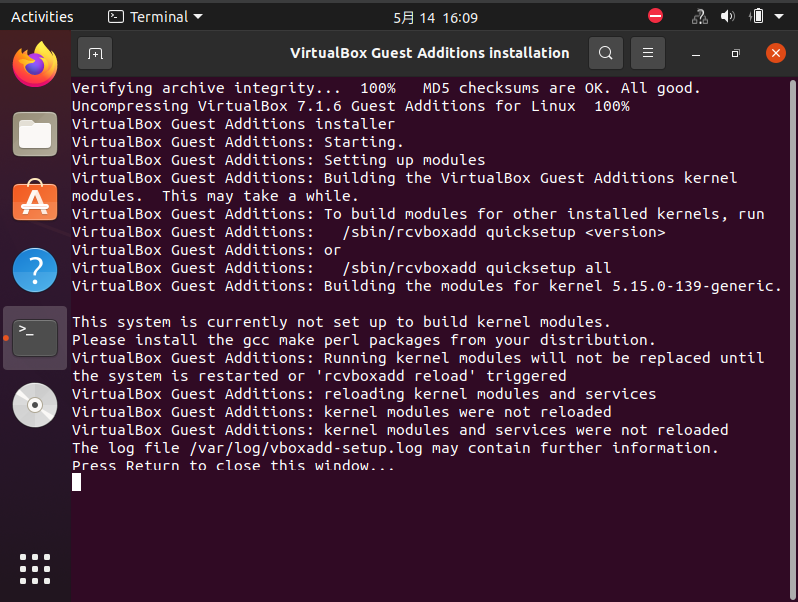 Activities
Terminal
5月 14 16:09
VirtualBox Guest Additions installation
Verifying archive integrity...  100%   MD5 checksums are OK. All good.
Uncompressing VirtualBox 7.1.6 Guest Additions for Linux  100%
VirtualBox Guest Additions installer
VirtualBox Guest Additions: Starting.
VirtualBox Guest Additions: Setting up modules
VirtualBox Guest Additions: Building the VirtualBox Guest Additions kernel
modules.  This may take a while.
VirtualBox Guest Additions: To build modules for other installed kernels, run
VirtualBox Guest Additions:   /sbin/rcvboxadd quicksetup <version>
VirtualBox Guest Additions: or
VirtualBox Guest Additions:   /sbin/rcvboxadd quicksetup all
VirtualBox Guest Additions: Building the modules for kernel 5.15.0-139-generic.
This system is currently not set up to build kernel modules.
Please install the gcc make perl packages from your distribution.
VirtualBox Guest Additions: Running kernel modules will not be replaced until
the system is restarted or 'rcvboxadd reload' triggered
VirtualBox Guest Additions: reloading kernel modules and services
VirtualBox Guest Additions: kernel modules were not reloaded
VirtualBox Guest Additions: kernel modules and services were not reloaded
The log file /var/log/vboxadd-setup.log may contain further information.
Press Return to close this window...